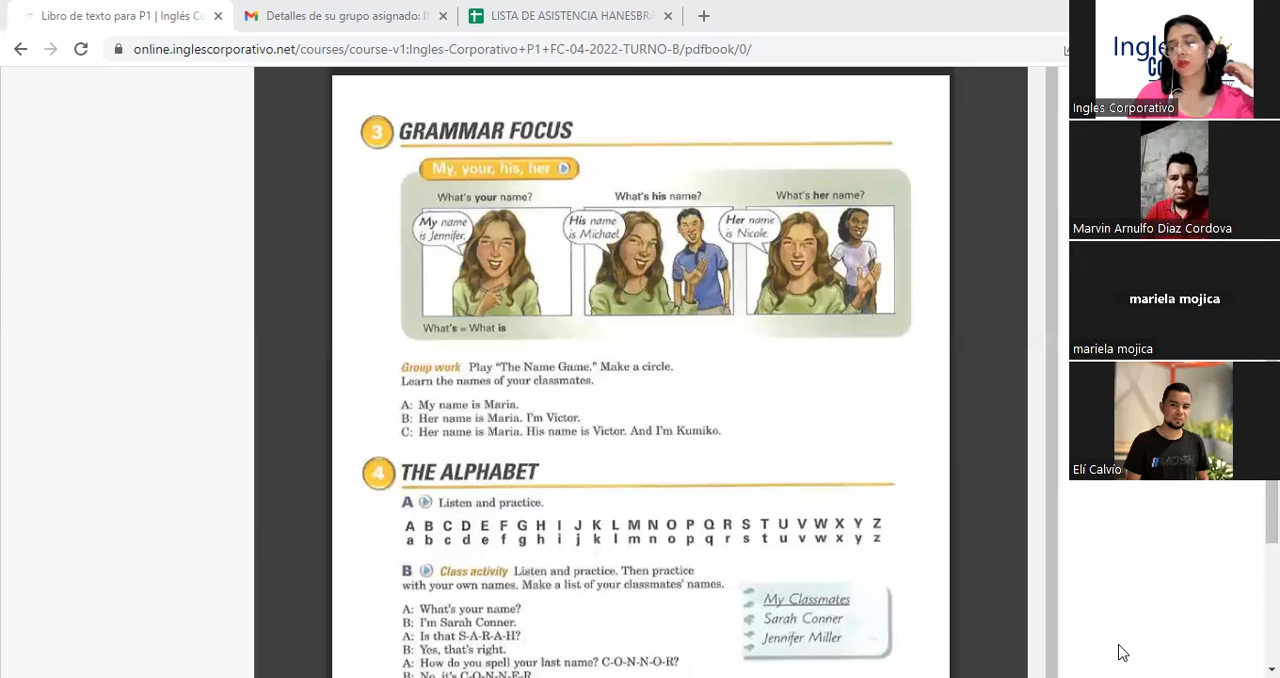 Libro de texto para P1 | Inglés Co
Detalles de su grupo asignado: I
LISTA DE ASISTENCIA HANESBRA
online.inglescorporativo.net/courses/course-v1:Ingles-Corporativo+P1+FC-04-2022-TURNO-B/pdfbook/0/
3 GRAMMAR FOCUS
My, your, his, her
What's your name?
My name
is Jennifer.
What's his name?
His name
is Michael.
What's her name?
Her name
is Nicole.
What's = What is
Group work Play "The Name Game." Make a circle.
Learn the names of your classmates.
A: My name is Maria.
B: Her name is Maria. I'm Victor.
C: Her name is Maria. His name is Victor. And I'm Kumiko.
4 THE ALPHABET
A Listen and practice.
A B C D E F G H I J K L M N O P Q R S T U V W X Y Z
a b c d e f g h i j k l m n o p q r s t u v w x y z
B Class activity Listen and practice. Then practice
with your own names. Make a list of your classmates' names.
A: What's your name?
B: I'm Sarah Conner.
A: Is that S-A-R-A-H?
B: Yes, that's right.
A: How do you spell your last name? C-O-N-N-O-R?
B: No, it's C-O-N-N-E-R
My Classmates
Sarah Conner
Jennifer Miller
Ingl
Ingles Corporativo
Marvin Arnulfo Diaz Cordova
mariela mojica
mariela mojica
Elí Calvío